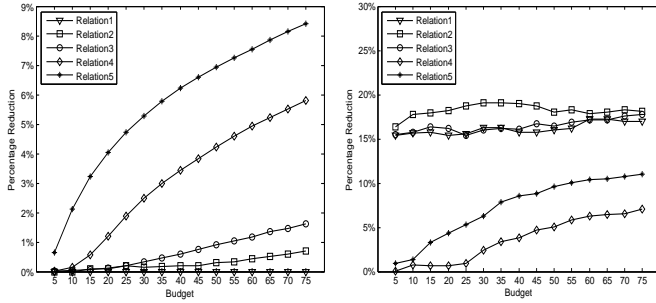 9%
8%
7%
6%
5%
4%
3%
2%
1%
0%
Percentage Reduction
Relation1
Relation2
Relation3
Relation4
Relation5
5 10 15 20 25 30 35 40 45 50 55 60 65 70 75
Budget
30%
25%
20%
15%
10%
5%
0%
Percentage Reduction
Relation1
Relation2
Relation3
Relation4
Relation5
5 10 15 20 25 30 35 40 45 50 55 60 65 70 75
Budget